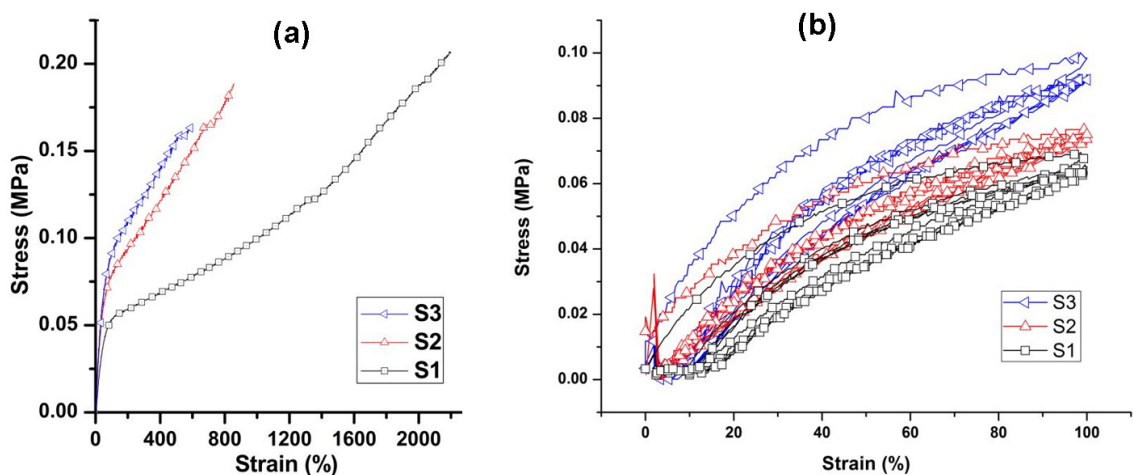 (a)
Stress (MPa)
0.20
0.15
0.10
0.05
0.00
S3
S2
S1
0 400 800 1200 1600 2000
Strain (%)
(b)
Stress (MPa)
0.10
0.08
0.06
0.04
0.02
0.00
S3
S2
S1
0 20 40 60 80 100
Strain (%)